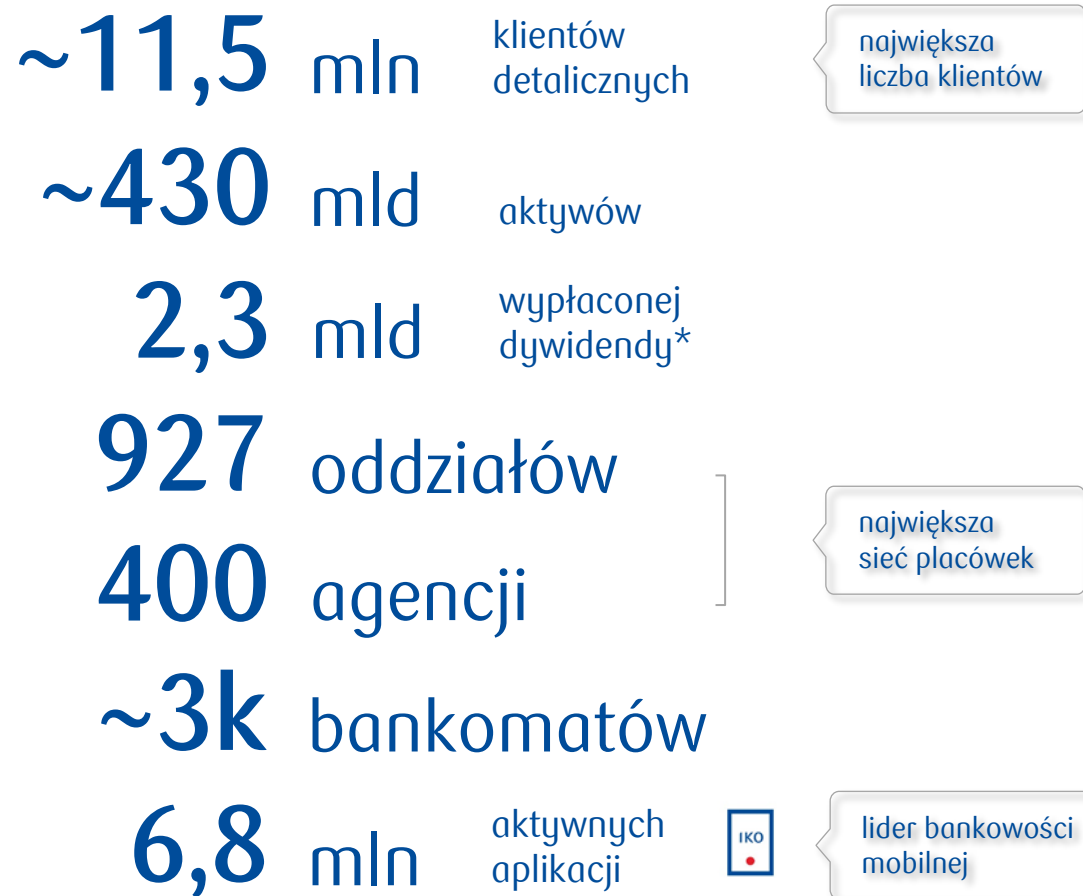 ~11,5 mln klientów
detalicznych
największa
liczba klientów
~430 mld aktywów
2,3 mld wypłaconej
dywidendy*
927 oddziałów
400 agencji
największa
sieć placówek
~3k bankomatów
6,8 mln aktywnych
aplikacji
IKO
lider bankowości
mobilnej